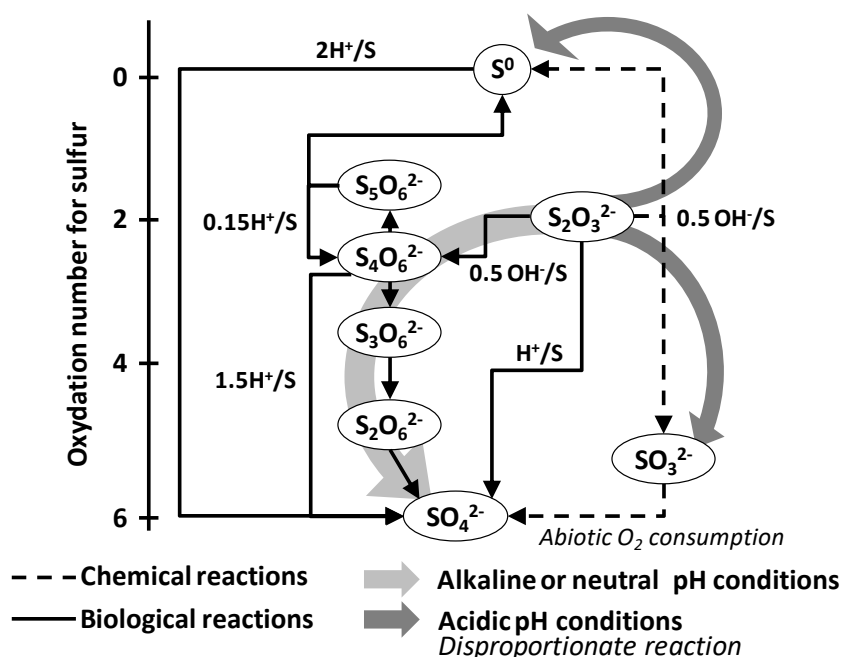 2H⁺/S
S⁰
0
S₅O₆²⁻
0.15H⁺/S
2
S₂O₃²⁻
0.5 OH⁻/S
S₄O₆²⁻
0.5 OH⁻/S
S₃O₆²⁻
H⁺/S
4
1.5H⁺/S
S₂O₆²⁻
SO₃²⁻
6
SO₄²⁻
Abiotic O₂ consumption
Oxydation number for sulfur
Chemical reactions
Alkaline or neutral pH conditions
Biological reactions
Acidic pH conditions
Disproportionate reaction